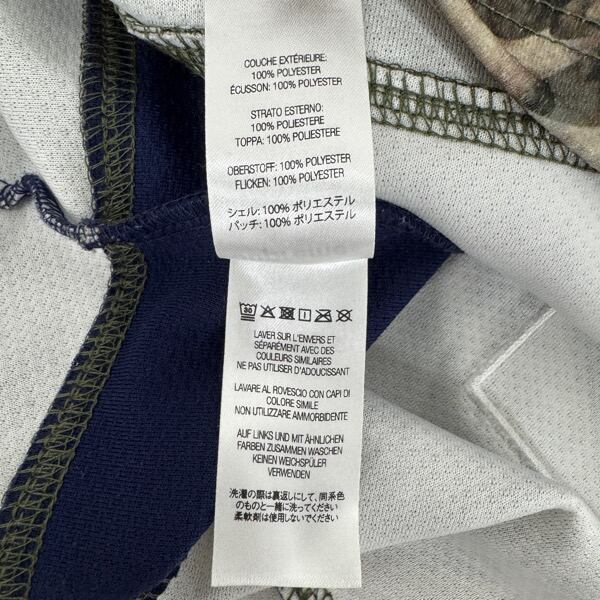 COUCHE EXTÉRIEURE:
100% POLYESTER
ÉCUSSON: 100% POLYESTER
STRATO ESTERNO:
100% POLIESTERE
TOPPA: 100% POLIESTERE
OBERSTOFF: 100% POLYESTER
FLICKEN: 100% POLYESTER
シェル: 100% ポリエステル
パッチ: 100% ポリエステル
30
LAVER SUR L'ENVERS ET
SÉPARÉMENT AVEC DES
COULEURS SIMILAIRES
NE PAS UTILISER D'ADOUCISSANT
LAVARE AL ROVESCIO CON CAPI DI
COLORE SIMILE
NON UTILIZZARE AMMORBIDENTE
AUF LINKS UND MIT ÄHNLICHEN
FARBEN ZUSAMMEN WASCHEN
KEINEN WEICHSPÜLER
VERWENDEN
洗濯の際は裏返しにして、同系色
のものと一緒に洗ってください
柔軟剤は使用しないでください